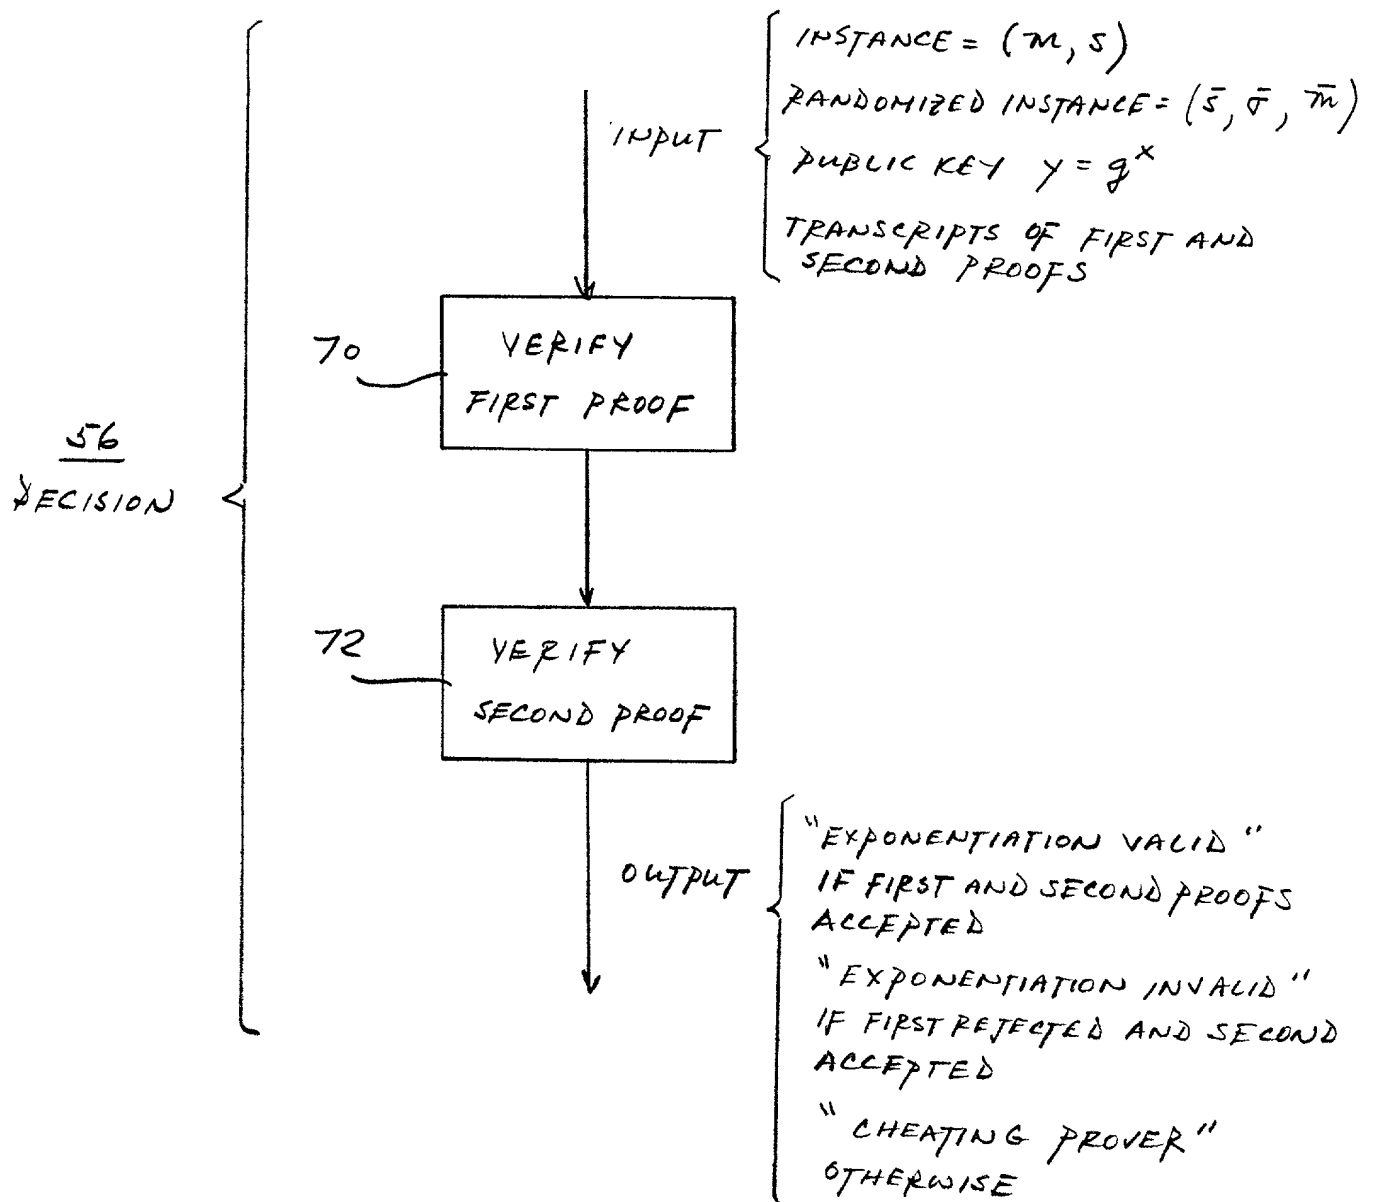 INSTANCE = (m, s)
RANDOMIZED INSTANCE = (s̄, σ̄, m̄)
INPUT
PUBLIC KEY y = g^x
TRANSCRIPTS OF FIRST AND
SECOND PROOFS
70
VERIFY
FIRST PROOF
56
DECISION
72
VERIFY
SECOND PROOF
OUTPUT
"EXPONENTIATION VALID"
IF FIRST AND SECOND PROOFS
ACCEPTED
"EXPONENTIATION INVALID"
IF FIRST REJECTED AND SECOND
ACCEPTED
"CHEATING PROVER"
OTHERWISE